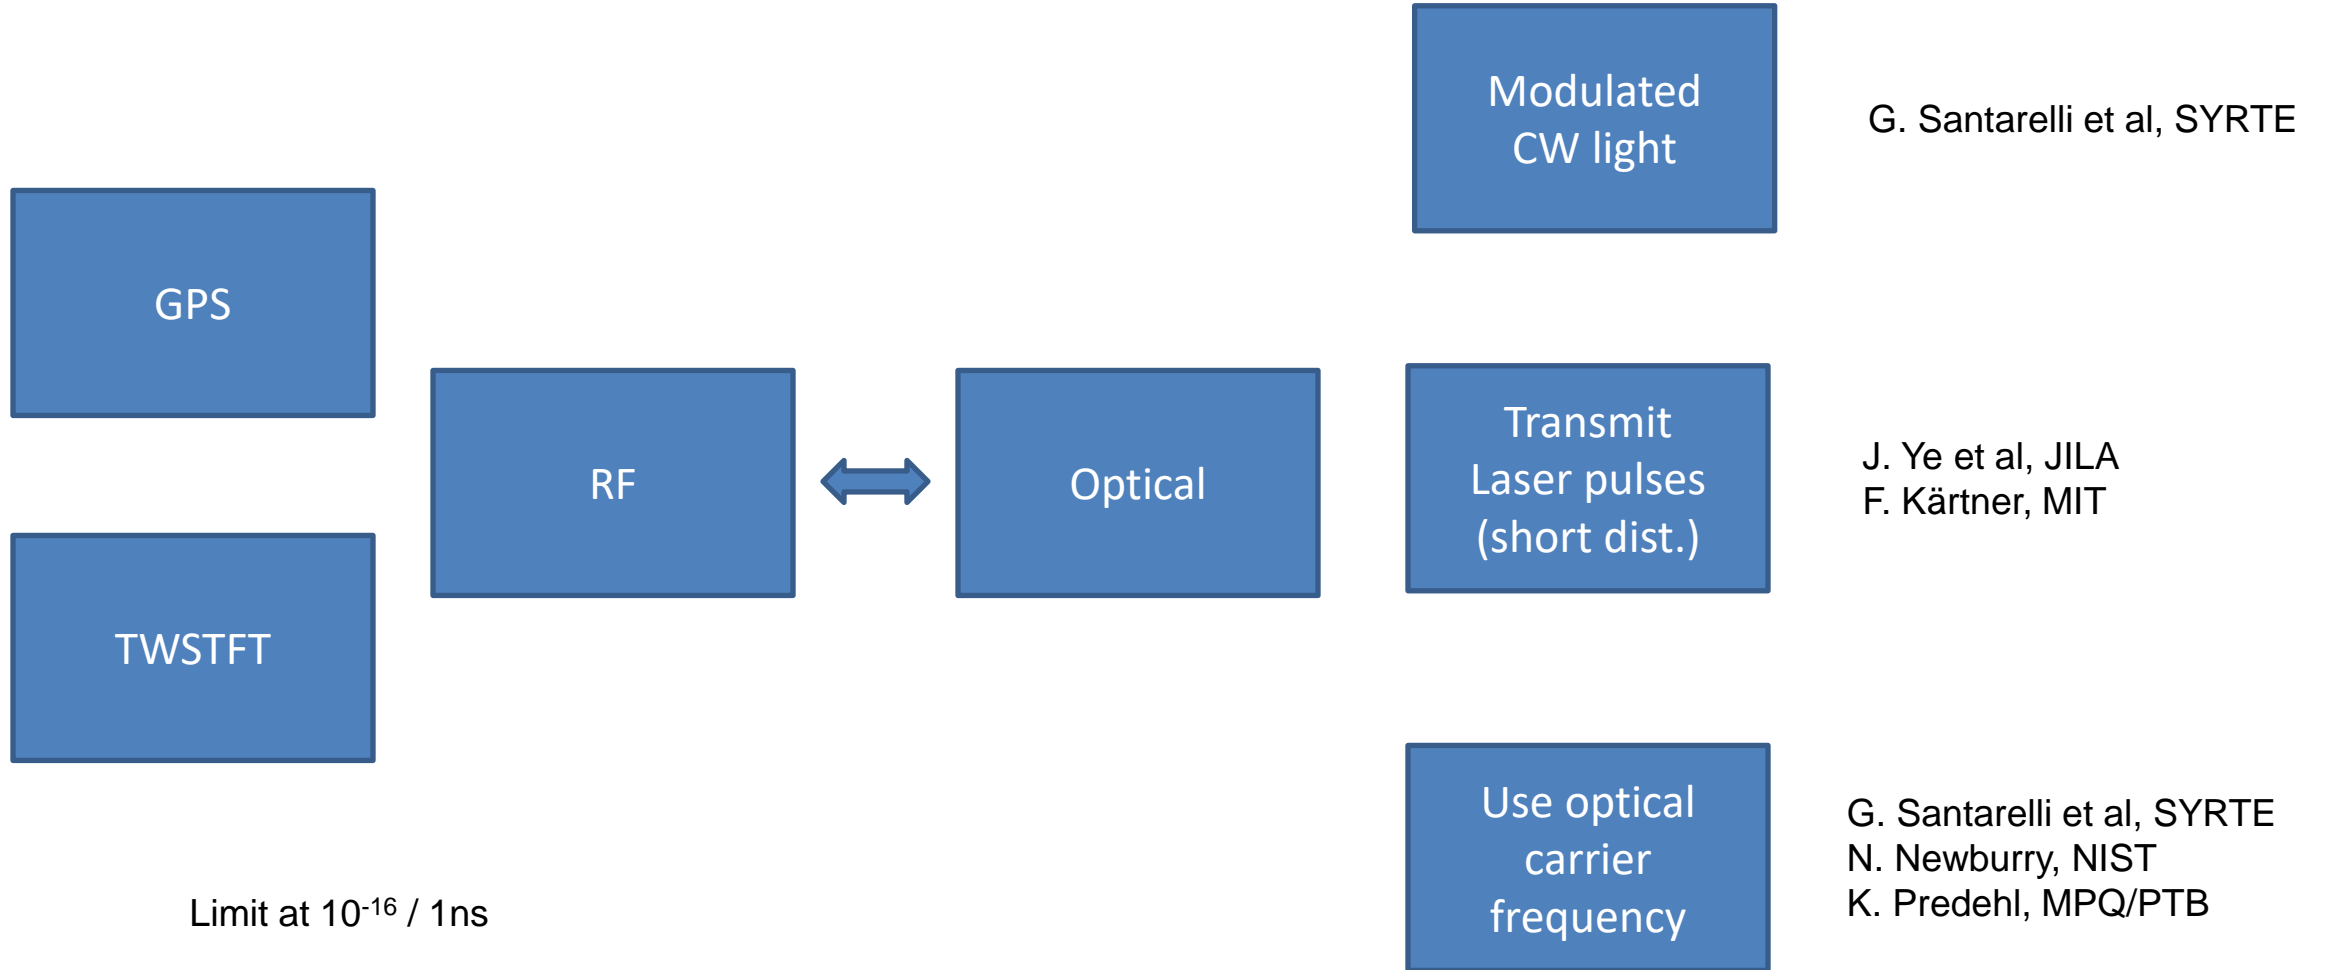 Modulated
CW light
G. Santarelli et al, SYRTE
GPS
RF
Optical
Transmit
Laser pulses
(short dist.)
J. Ye et al, JILA
F. Kärtner, MIT
TWSTFT
Use optical
carrier
frequency
G. Santarelli et al, SYRTE
N. Newburry, NIST
K. Predehl, MPQ/PTB
Limit at 10⁻¹⁶ / 1ns